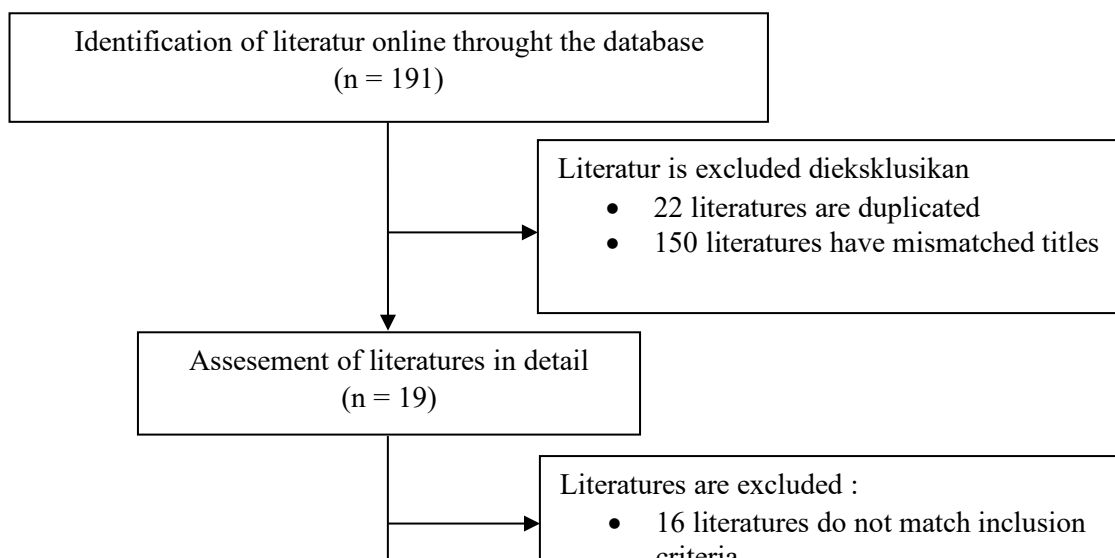 Identification of literatur online throught the database
(n = 191)
Literatur is excluded dieksklusikan
• 22 literatures are duplicated
• 150 literatures have mismatched titles
Assesement of literatures in detail
(n = 19)
Literatures are excluded :
• 16 literatures do not match inclusion
criteria